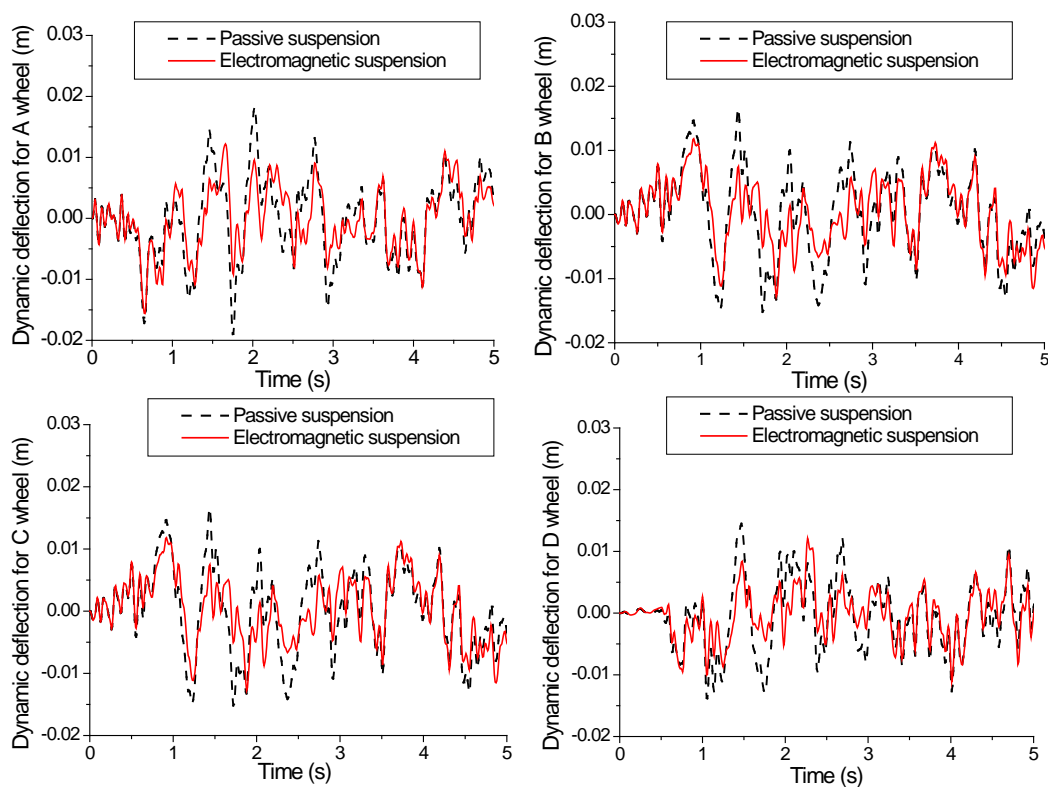 Passive suspension
Electromagnetic suspension
Dynamic deflection for A wheel (m)
0.03
0.02
0.01
0.00
-0.01
-0.02
0 1 2 3 4 5
Time (s)
Passive suspension
Electromagnetic suspension
Dynamic deflection for B wheel (m)
0.03
0.02
0.01
0.00
-0.01
-0.02
0 1 2 3 4 5
Time (s)
Passive suspension
Electromagnetic suspension
Dynamic deflection for C wheel (m)
0.03
0.02
0.01
0.00
-0.01
-0.02
0 1 2 3 4 5
Time (s)
Passive suspension
Electromagnetic suspension
Dynamic deflection for D wheel (m)
0.03
0.02
0.01
0.00
-0.01
-0.02
0 1 2 3 4 5
Time (s)